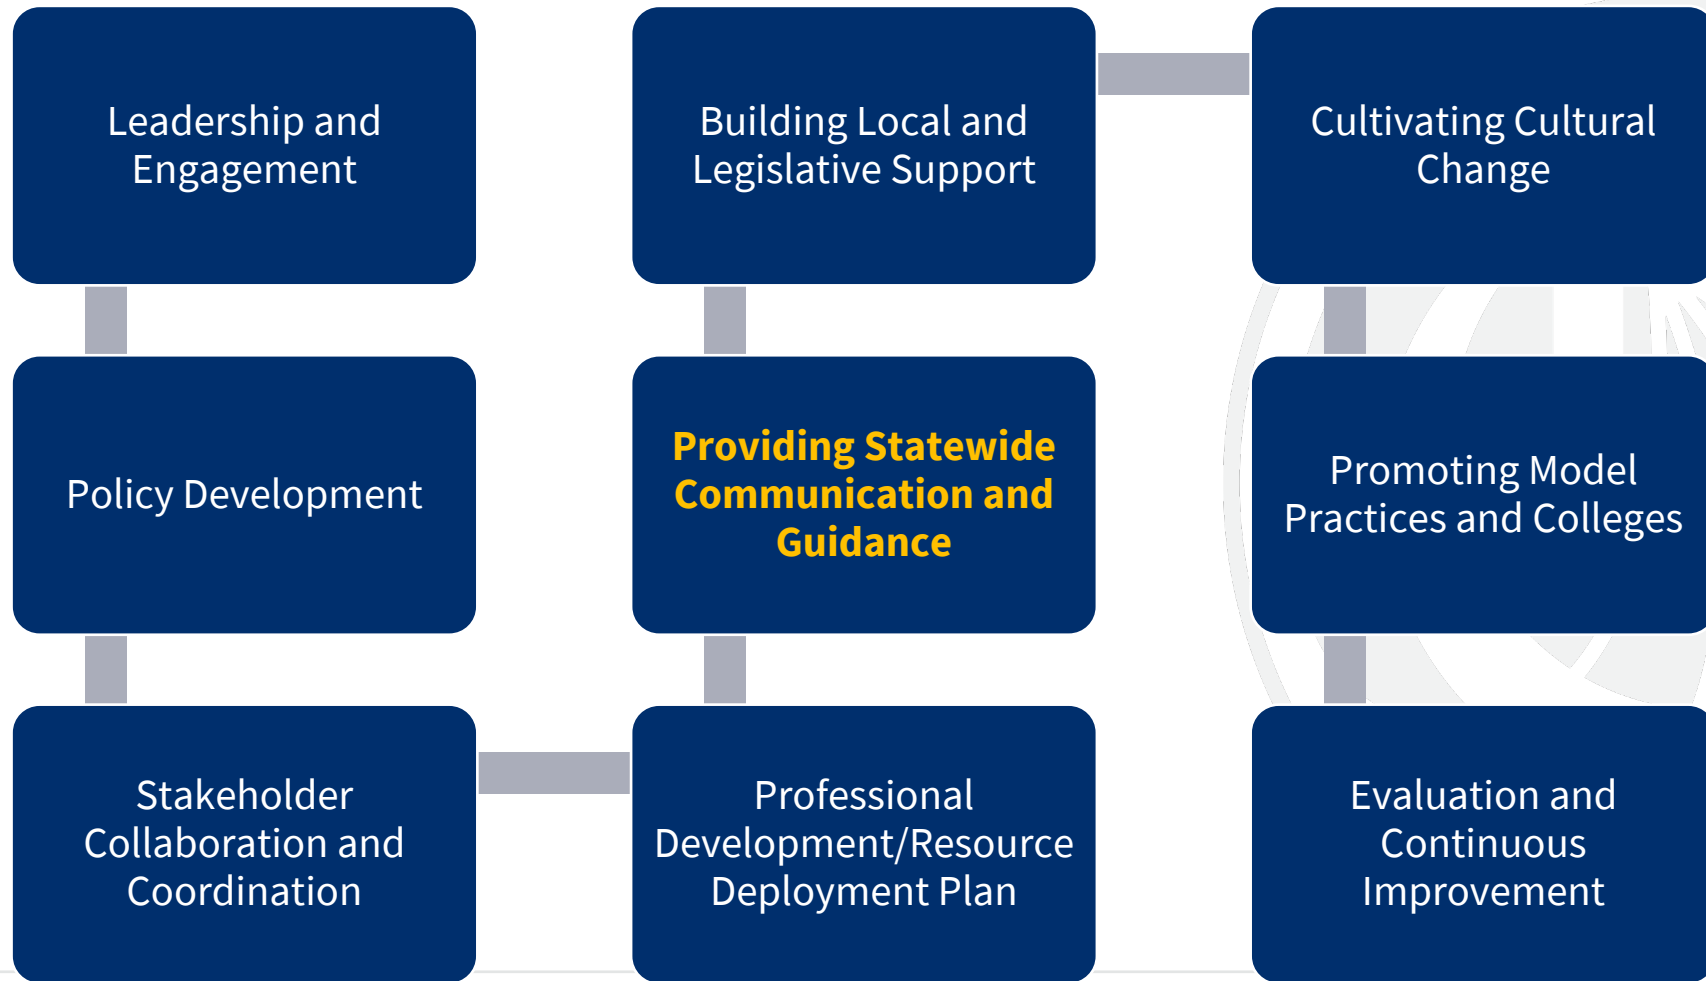 Leadership and
Engagement
Policy Development
Stakeholder
Collaboration and
Coordination
Professional
Development/Resource
Deployment Plan
Providing Statewide
Communication and
Guidance
Building Local and
Legislative Support
Cultivating Cultural
Change
Promoting Model
Practices and Colleges
Evaluation and
Continuous
Improvement